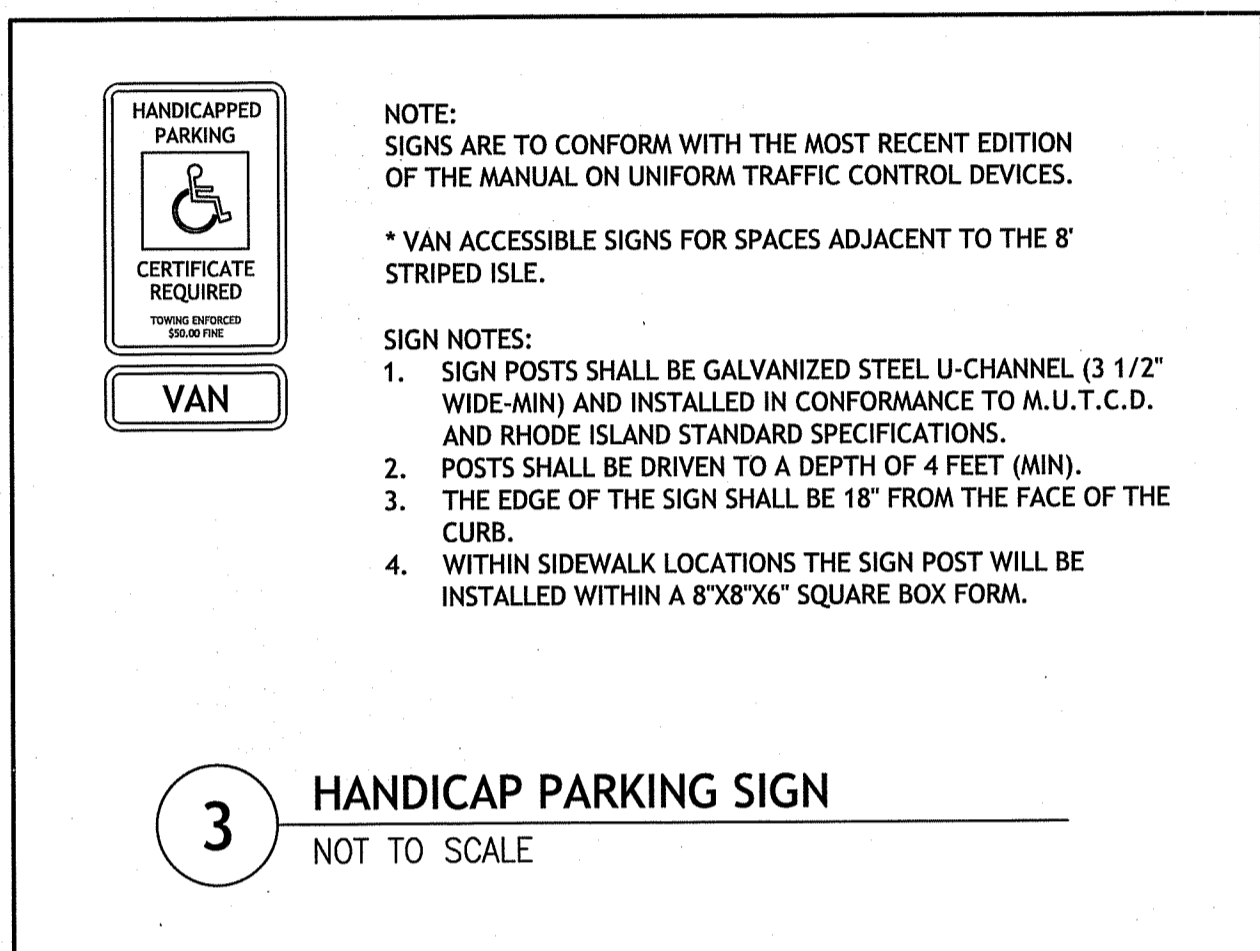 HANDICAPPED
PARKING
CERTIFICATE
REQUIRED
TOWING ENFORCED
$50.00 FINE
VAN
NOTE:
SIGNS ARE TO CONFORM WITH THE MOST RECENT EDITION
OF THE MANUAL ON UNIFORM TRAFFIC CONTROL DEVICES.
* VAN ACCESSIBLE SIGNS FOR SPACES ADJACENT TO THE 8'
STRIPED ISLE.
SIGN NOTES:
1. SIGN POSTS SHALL BE GALVANIZED STEEL U-CHANNEL (3 1/2"
WIDE-MIN) AND INSTALLED IN CONFORMANCE TO M.U.T.C.D.
AND RHODE ISLAND STANDARD SPECIFICATIONS.
2. POSTS SHALL BE DRIVEN TO A DEPTH OF 4 FEET (MIN).
3. THE EDGE OF THE SIGN SHALL BE 18" FROM THE FACE OF THE
CURB.
4. WITHIN SIDEWALK LOCATIONS THE SIGN POST WILL BE
INSTALLED WITHIN A 8"X8"X6" SQUARE BOX FORM.
3
HANDICAP PARKING SIGN
NOT TO SCALE